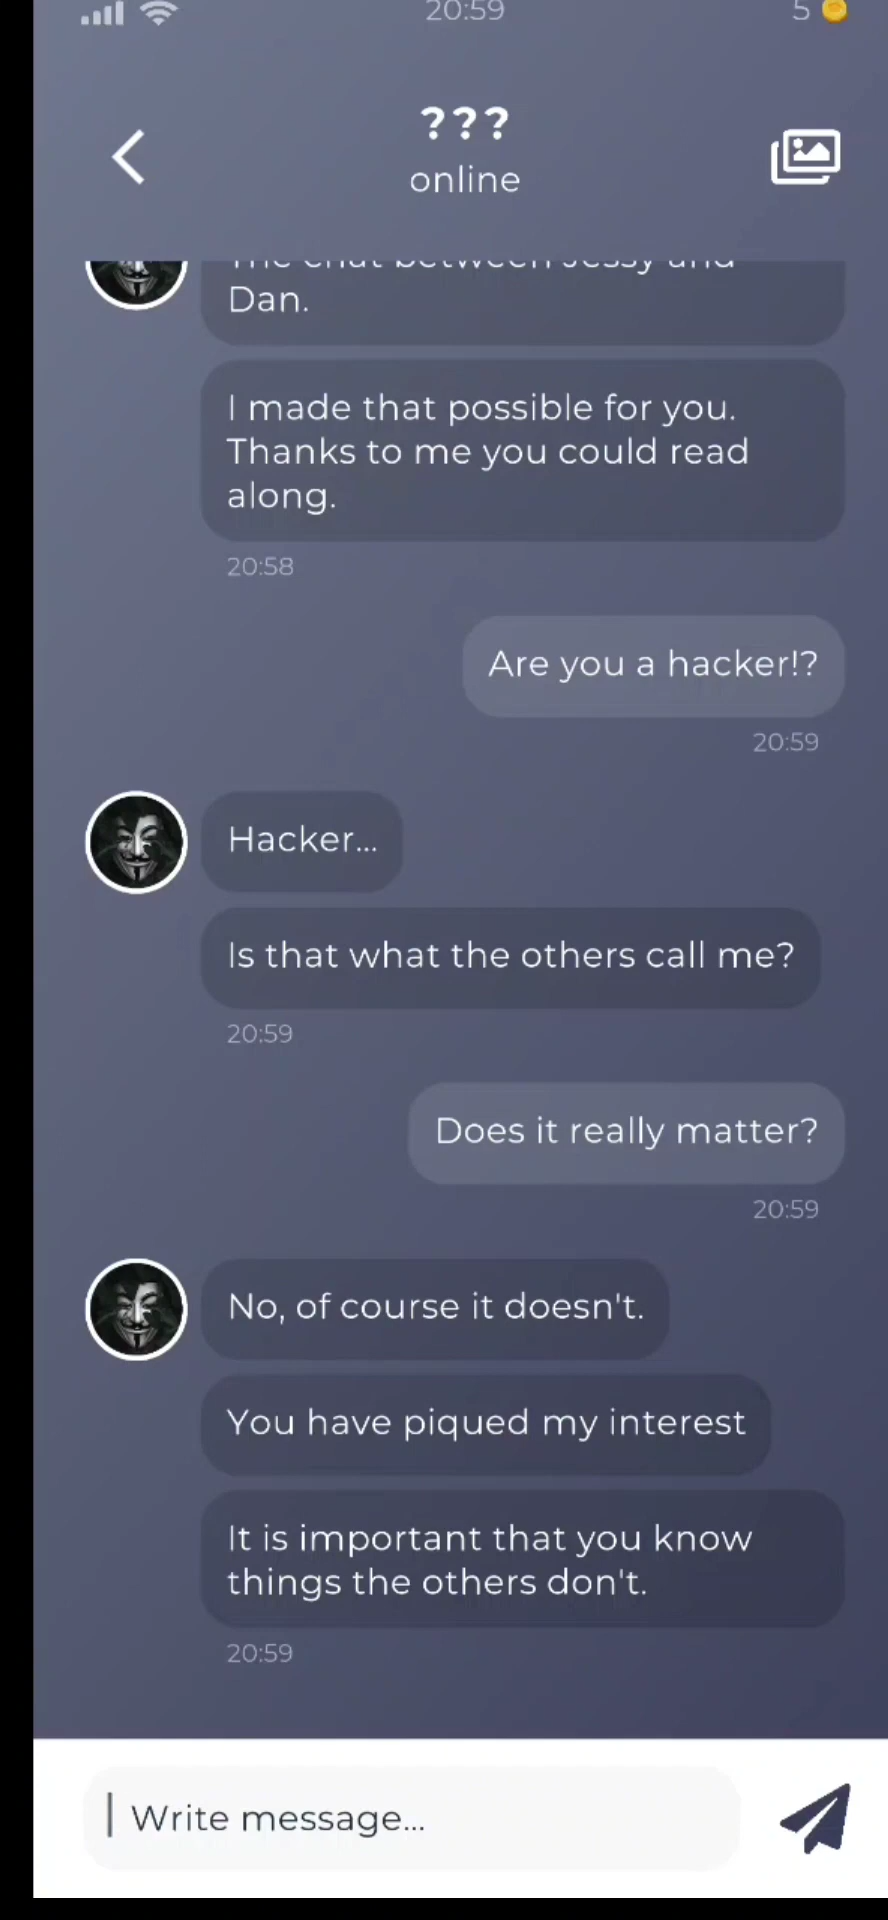 20:59
5
???
online
The chat between Jessy and
Dan.
I made that possible for you.
Thanks to me you could read
along.
20:58
Are you a hacker!?
20:59
Hacker...
Is that what the others call me?
20:59
Does it really matter?
20:59
No, of course it doesn't.
You have piqued my interest
It is important that you know
things the others don't.
20:59
Write message...